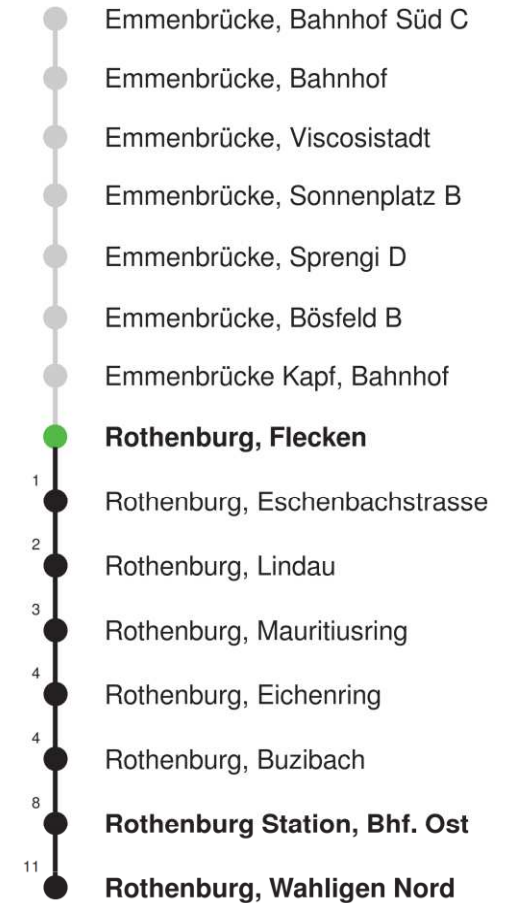 Emmenbrücke, Bahnhof Süd C
Emmenbrücke, Bahnhof
Emmenbrücke, Viscosistadt
Emmenbrücke, Sonnenplatz B
Emmenbrücke, Sprengi D
Emmenbrücke, Bösfeld B
Emmenbrücke Kapf, Bahnhof
Rothenburg, Flecken
1 Rothenburg, Eschenbachstrasse
2 Rothenburg, Lindau
3 Rothenburg, Mauritiusring
4 Rothenburg, Eichenring
4 Rothenburg, Buzibach
8 Rothenburg Station, Bhf. Ost
11 Rothenburg, Wahligen Nord